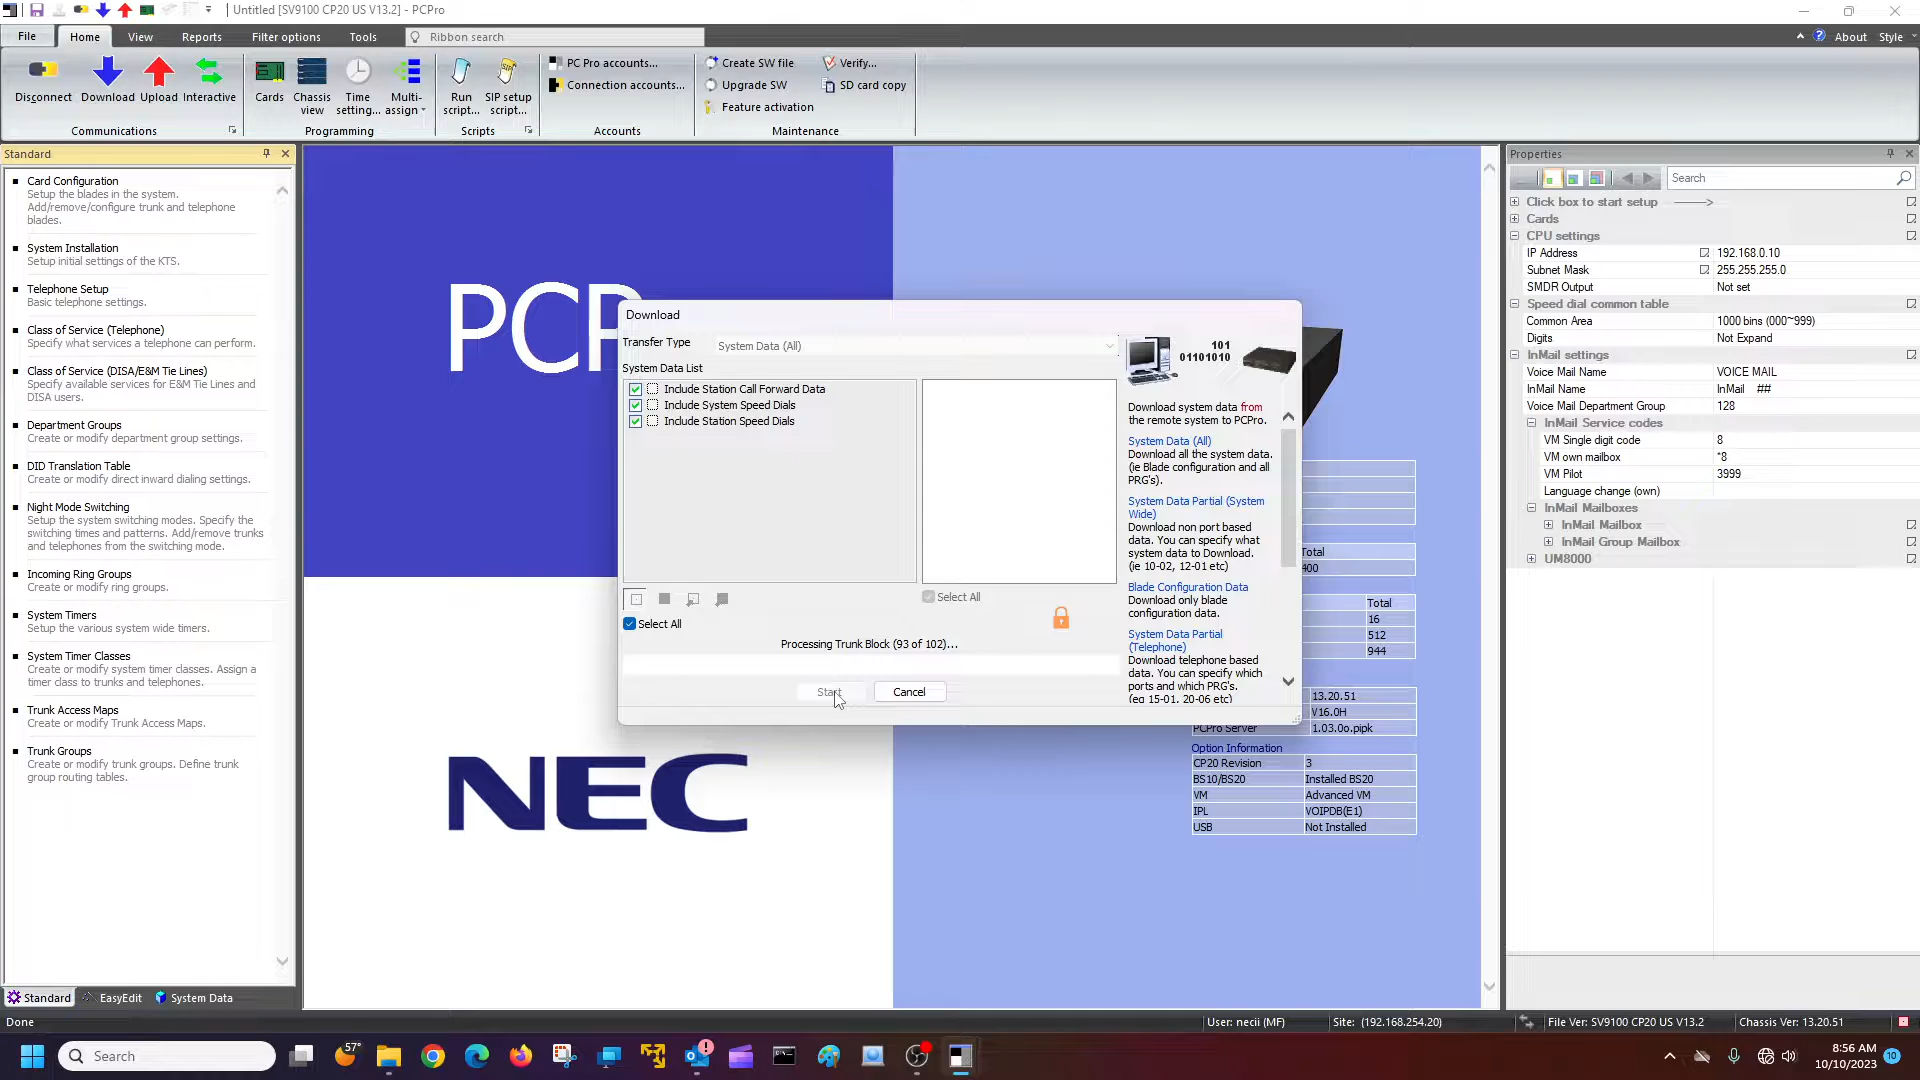 Untitled [SV9100 CP20 US V13.2] - PCPro
File
Home
View
Reports
Filter options
Tools
Ribbon search
About
Style
Disconnect
Download
Upload
Interactive
Cards
Chassis view
Time setting...
Multi-assign
Run script...
SIP setup script...
PC Pro accounts...
Connection accounts...
Create SW file
Upgrade SW
Feature activation
Verify...
SD card copy
Communications
Programming
Scripts
Accounts
Maintenance
Standard
Card Configuration
Setup the blades in the system.
Add/remove/configure trunk and telephone
blades.
System Installation
Setup initial settings of the KTS.
Telephone Setup
Basic telephone settings.
Class of Service (Telephone)
Specify what services a telephone can perform.
Class of Service (DISA/E&M Tie Lines)
Specify available services for E&M Tie Lines and
DISA users.
Department Groups
Create or modify department group settings.
DID Translation Table
Create or modify direct inward dialing settings.
Night Mode Switching
Setup the system switching modes. Specify the
switching times and patterns. Add/remove trunks
and telephones from the switching mode.
Incoming Ring Groups
Create or modify ring groups.
System Timers
Setup the various system wide timers.
System Timer Classes
Create or modify system timer classes. Assign a
timer class to trunks and telephones.
Trunk Access Maps
Create or modify Trunk Access Maps.
Trunk Groups
Create or modify trunk groups. Define trunk
group routing tables.
Standard
EasyEdit
System Data
PCP
NEC
Download
Transfer Type
System Data (All)
System Data List
Include Station Call Forward Data
Include System Speed Dials
Include Station Speed Dials
Select All
Select All
Processing Trunk Block (93 of 102)...
Start
Cancel
101
01101010
Download system data from
the remote system to PCPro.
System Data (All)
Download all the system data.
(ie Blade configuration and all
PRG's).
System Data Partial (System
Wide)
Download non port based
data. You can specify what
system data to Download.
(ie 10-02, 12-01 etc)
Blade Configuration Data
Download only blade
configuration data.
System Data Partial
(Telephone)
Download telephone based
data. You can specify which
ports and which PRG's.
(eg 15-01, 20-06 etc)
Total
400
Total
16
512
944
13.20.51
V16.0H
PCPro Server 1.03.0o.pipk
Option Information
CP20 Revision 3
BS10/BS20 Installed BS20
VM Advanced VM
IPL VOIPDB(E1)
USB Not Installed
Properties
Search
Click box to start setup ------>
Cards
CPU settings
IP Address 192.168.0.10
Subnet Mask 255.255.255.0
SMDR Output Not set
Speed dial common table
Common Area 1000 bins (000~999)
Digits Not Expand
InMail settings
Voice Mail Name VOICE MAIL
InMail Name InMail ##
Voice Mail Department Group 128
InMail Service codes
VM Single digit code 8
VM own mailbox *8
VM Pilot 3999
Language change (own)
InMail Mailboxes
InMail Mailbox
InMail Group Mailbox
UM8000
Done
User: necii (MF)
Site: (192.168.254.20)
File Ver: SV9100 CP20 US V13.2
Chassis Ver: 13.20.51
Search
57°
8:56 AM
10/10/2023
10